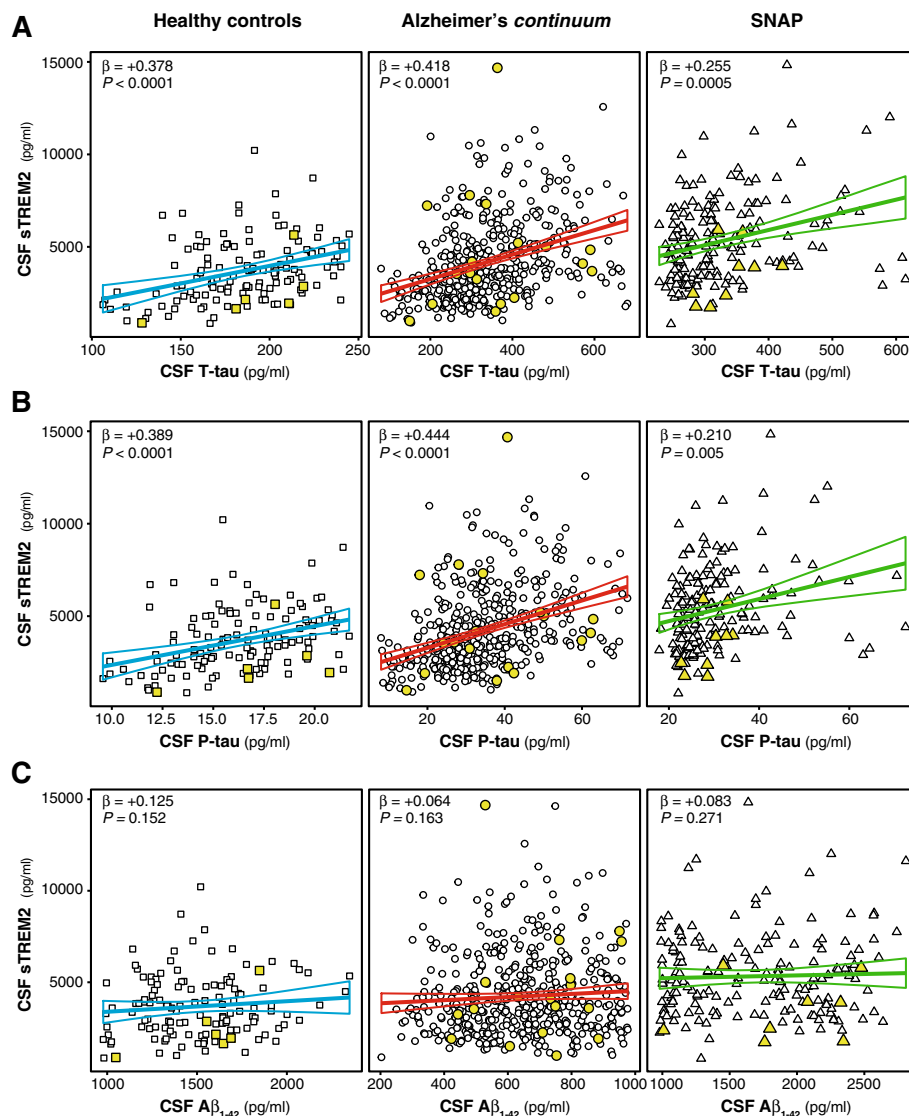 Healthy controls Alzheimer's continuum SNAP
A
β = +0.378
P < 0.0001
β = +0.418
P < 0.0001
β = +0.255
P = 0.0005
15000
10000
5000
0
CSF sTREM2 (pg/ml)
100 150 200 250
200 400 600
300 400 500 600
CSF T-tau (pg/ml) CSF T-tau (pg/ml) CSF T-tau (pg/ml)
B
β = +0.389
P < 0.0001
β = +0.444
P < 0.0001
β = +0.210
P = 0.005
15000
10000
5000
0
CSF sTREM2 (pg/ml)
10.0 12.5 15.0 17.5 20.0
20 40 60
20 40 60
CSF P-tau (pg/ml) CSF P-tau (pg/ml) CSF P-tau (pg/ml)
C
β = +0.125
P = 0.152
β = +0.064
P = 0.163
β = +0.083
P = 0.271
15000
10000
5000
0
CSF sTREM2 (pg/ml)
1000 1500 2000
200 400 600 800 1000
1000 1500 2000 2500
CSF Aβ1-42 (pg/ml) CSF Aβ1-42 (pg/ml) CSF Aβ1-42 (pg/ml)